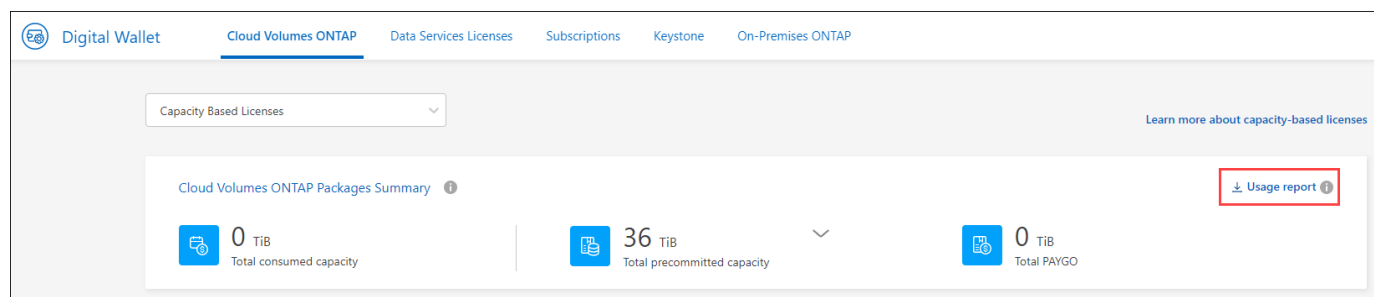 Digital Wallet Cloud Volumes ONTAP Data Services Licenses Subscriptions Keystone On-Premises ONTAP
Capacity Based Licenses
Learn more about capacity-based licenses
Cloud Volumes ONTAP Packages Summary
Usage report
0 TiB
Total consumed capacity
36 TiB
Total precommitted capacity
0 TiB
Total PAYGO